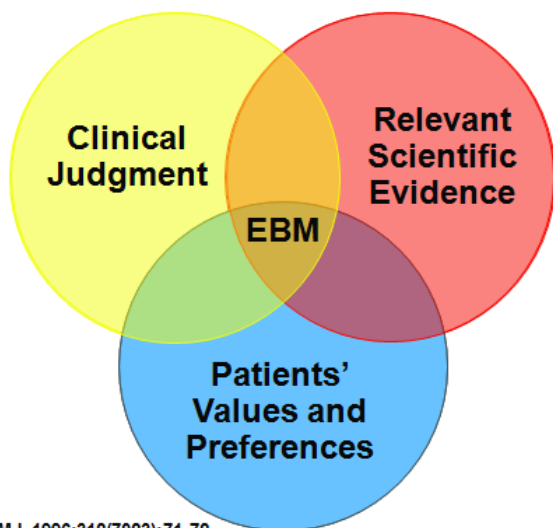 Clinical
Judgment
Relevant
Scientific
Evidence
EBM
Patients’
Values and
Preferences